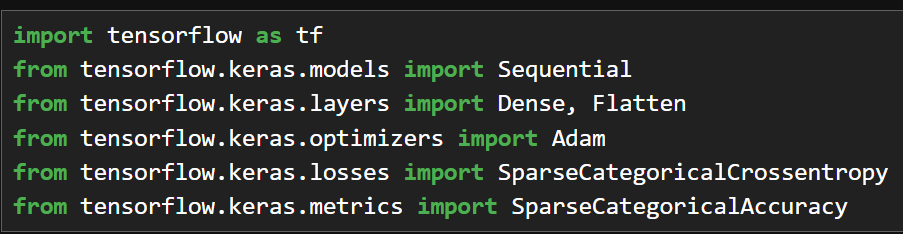 import tensorflow as tf
from tensorflow.keras.models import Sequential
from tensorflow.keras.layers import Dense, Flatten
from tensorflow.keras.optimizers import Adam
from tensorflow.keras.losses import SparseCategoricalCrossentropy
from tensorflow.keras.metrics import SparseCategoricalAccuracy